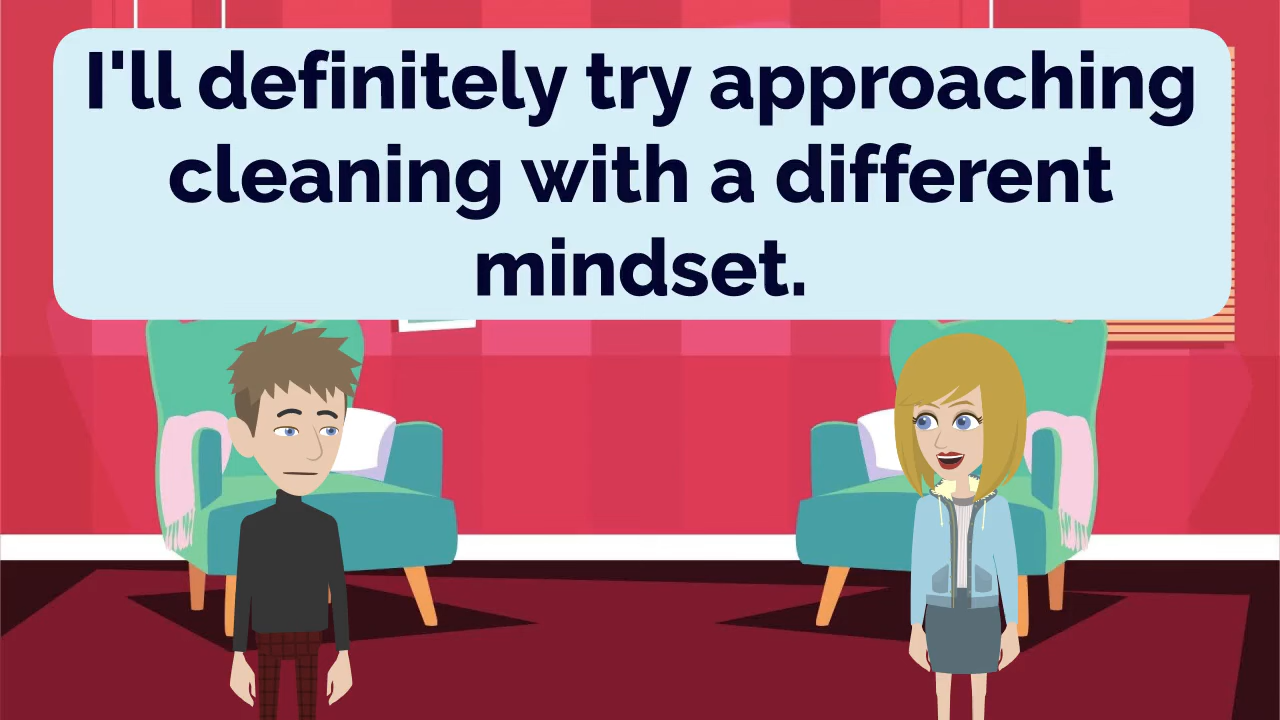 I'll definitely try approaching
cleaning with a different
mindset.